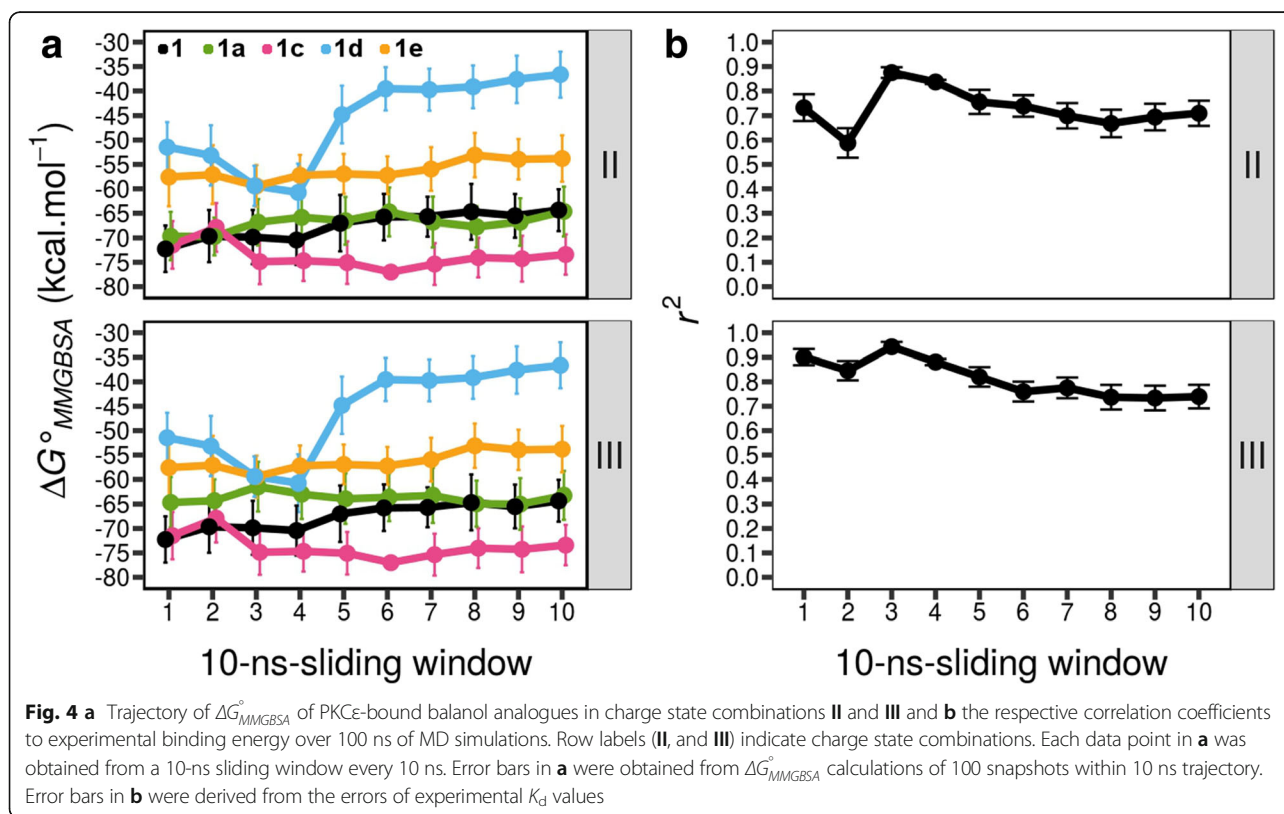 a
b
1 1a 1c 1d 1e
-30
-35
-40
-45
-50
-55
-60
-65
-70
-75
-80
II
1.0
0.9
0.8
0.7
0.6
0.5
0.4
0.3
0.2
0.1
0.0
II
ΔG°MMGBSA (kcal.mol⁻¹)
r²
-30
-35
-40
-45
-50
-55
-60
-65
-70
-75
-80
III
1.0
0.9
0.8
0.7
0.6
0.5
0.4
0.3
0.2
0.1
0.0
III
1 2 3 4 5 6 7 8 9 10
1 2 3 4 5 6 7 8 9 10
10-ns-sliding window
10-ns-sliding window
Fig. 4 a Trajectory of ΔG°MMGBSA of PKCε-bound balanol analogues in charge state combinations II and III and b the respective correlation coefficients
to experimental binding energy over 100 ns of MD simulations. Row labels (II, and III) indicate charge state combinations. Each data point in a was
obtained from a 10-ns sliding window every 10 ns. Error bars in a were obtained from ΔG°MMGBSA calculations of 100 snapshots within 10 ns trajectory.
Error bars in b were derived from the errors of experimental Kd values